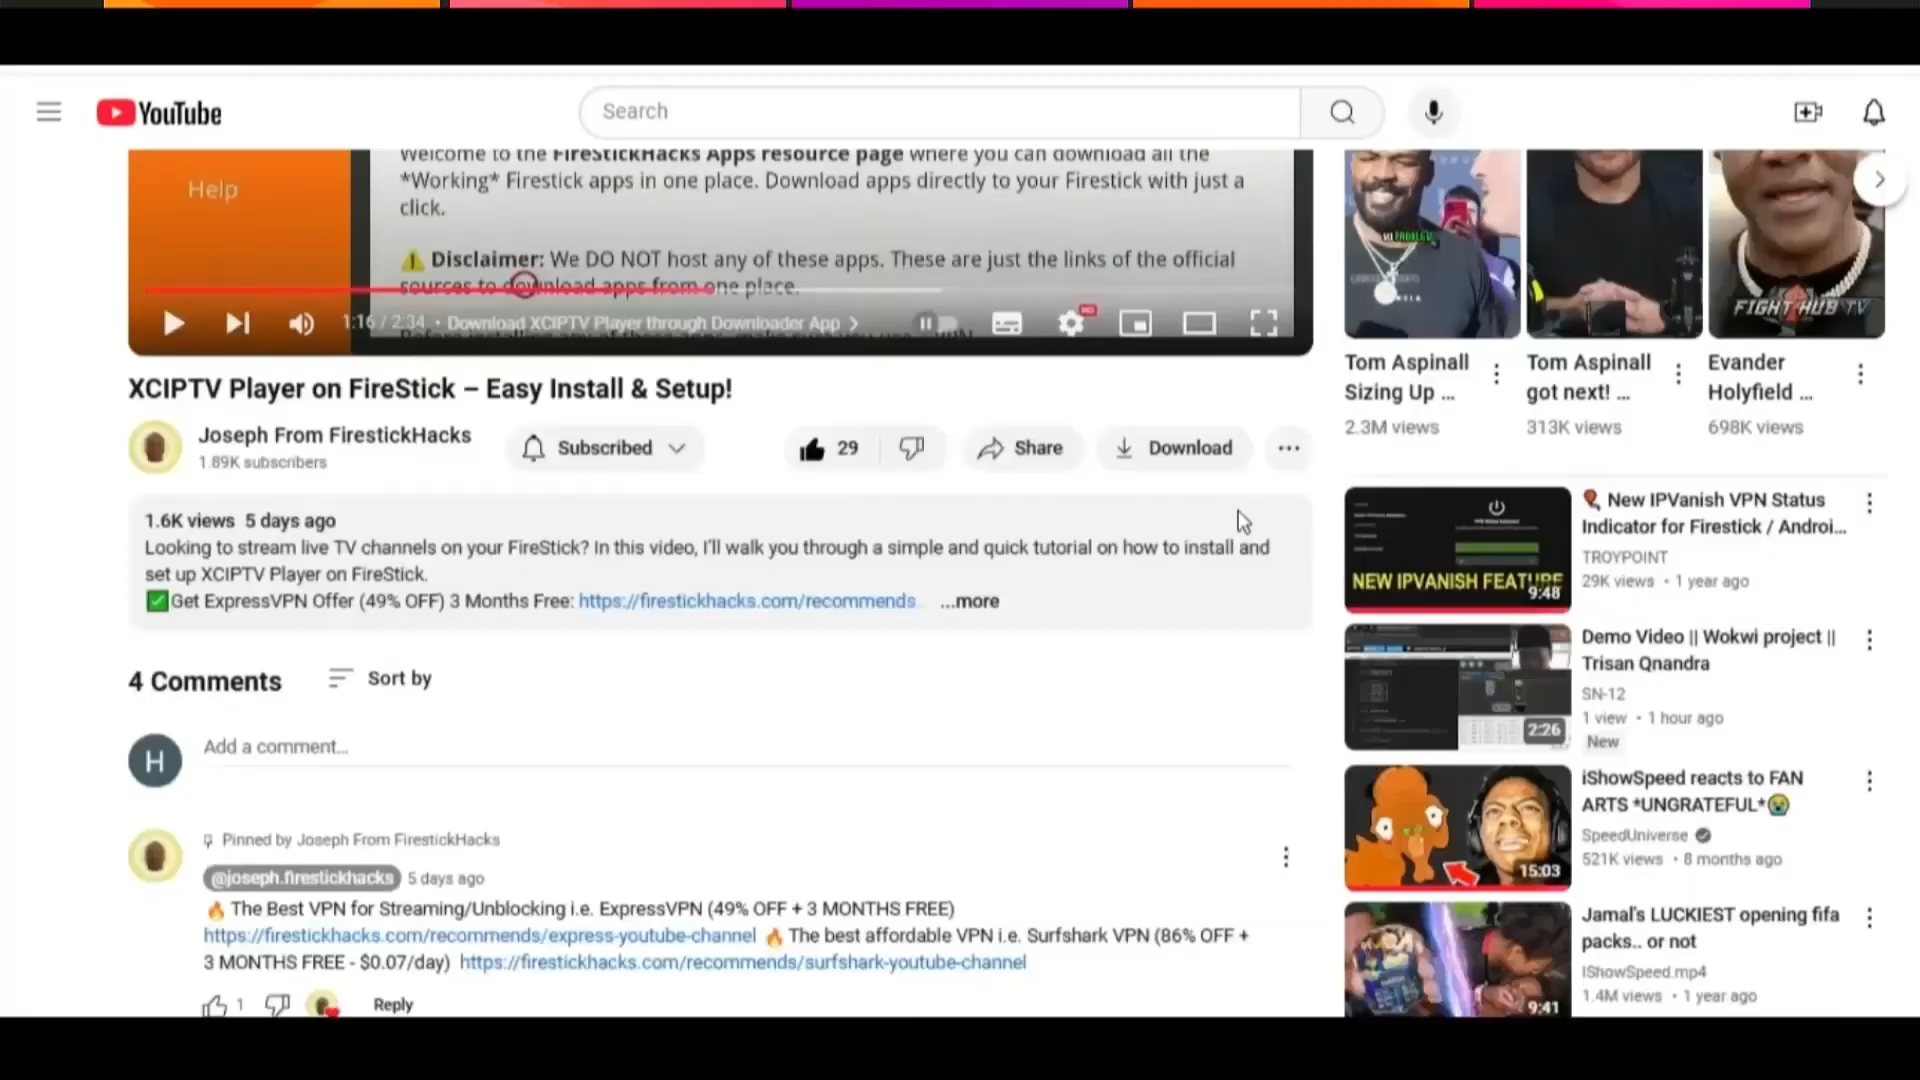 YouTube
Search
Help
Welcome to the FireStickHacks Apps resource page where you can download all the
*Working* Firestick apps in one place. Download apps directly to your Firestick with just a
click.
⚠ Disclaimer: We DO NOT host any of these apps. These are just the links of the official
sources to download apps from one place.
1:16 / 2:34 • Download XCIPTV Player through Downloader App >
XCIPTV Player on FireStick – Easy Install & Setup!
Joseph From FirestickHacks
1.89K subscribers
Subscribed
29
Share
Download
1.6K views 5 days ago
Looking to stream live TV channels on your FireStick? In this video, I'll walk you through a simple and quick tutorial on how to install and
set up XCIPTV Player on FireStick.
✅Get ExpressVPN Offer (49% OFF) 3 Months Free: https://firestickhacks.com/recommends ...more
4 Comments
Sort by
H
Add a comment...
Pinned by Joseph From FirestickHacks
@joseph.firestickhacks 5 days ago
🔥 The Best VPN for Streaming/Unblocking i.e. ExpressVPN (49% OFF + 3 MONTHS FREE)
https://firestickhacks.com/recommends/express-youtube-channel 🔥 The best affordable VPN i.e. Surfshark VPN (86% OFF +
3 MONTHS FREE - $0.07/day) https://firestickhacks.com/recommends/surfshark-youtube-channel
1
Reply
FIGHT HUB TV
Tom Aspinall
Sizing Up ...
2.3M views
Tom Aspinall
got next! ...
313K views
Evander
Holyfield ...
698K views
NEW IPVANISH FEATURE
9:48
New IPVanish VPN Status
Indicator for Firestick / Androi...
TROYPOINT
29K views • 1 year ago
2:26
Demo Video || Wokwi project ||
Trisan Qnandra
SN-12
1 view • 1 hour ago
New
15:03
iShowSpeed reacts to FAN
ARTS *UNGRATEFUL*😭
SpeedUniverse
521K views • 8 months ago
9:41
Jamal's LUCKIEST opening fifa
packs.. or not
IShowSpeed.mp4
1.4M views • 1 year ago